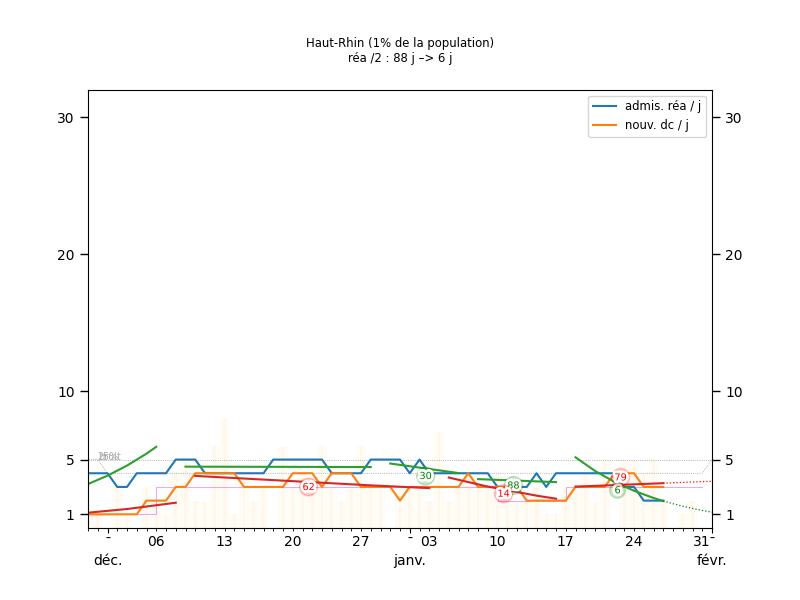 Haut-Rhin (1% de la population)
réa /2 : 88 j –> 6 j
admis. réa / j
nouv. dc / j
30 30
20 20
10 10
5 5
1 1
62
30
14
88
79
6
- 06 13 20 27 - 03 10 17 24 31-
déc. janv. févr.